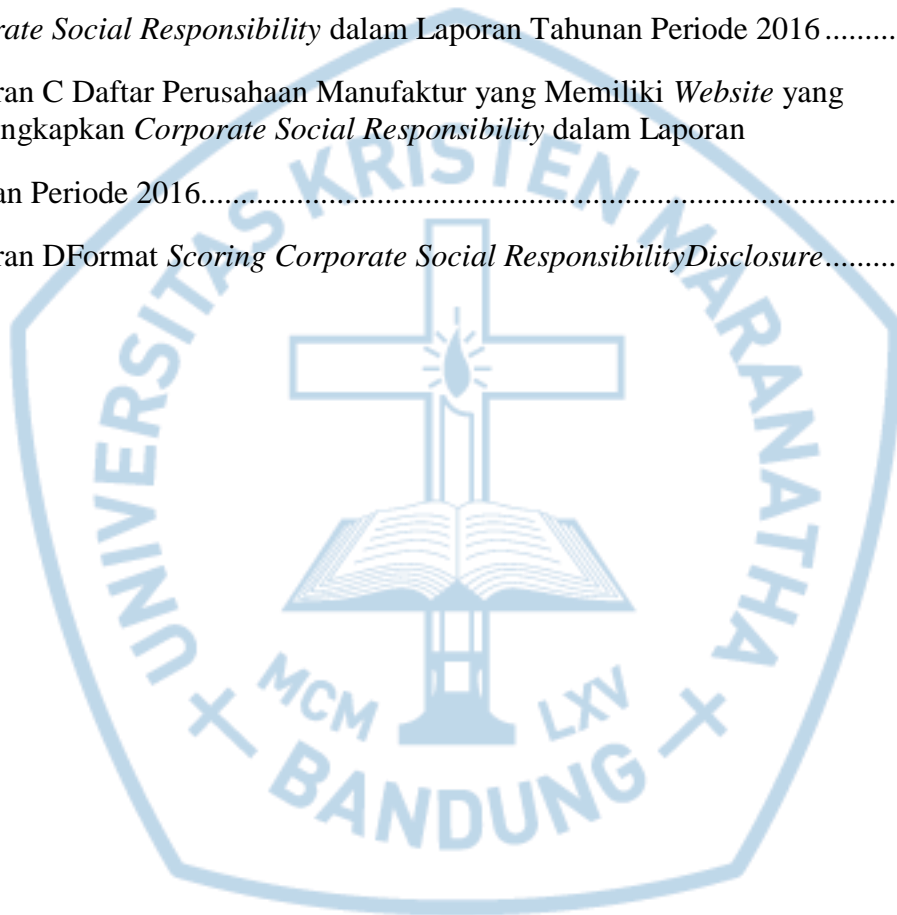 rate Social Responsibility dalam Laporan Tahunan Periode 2016.........
ran C Daftar Perusahaan Manufaktur yang Memiliki Website yang
ngkapkan Corporate Social Responsibility dalam Laporan
an Periode 2016........................................................................................
ran DFormat Scoring Corporate Social ResponsibilityDisclosure.........
UNIVERSITAS KRISTEN MARANATHA
MCM LXV
BANDUNG